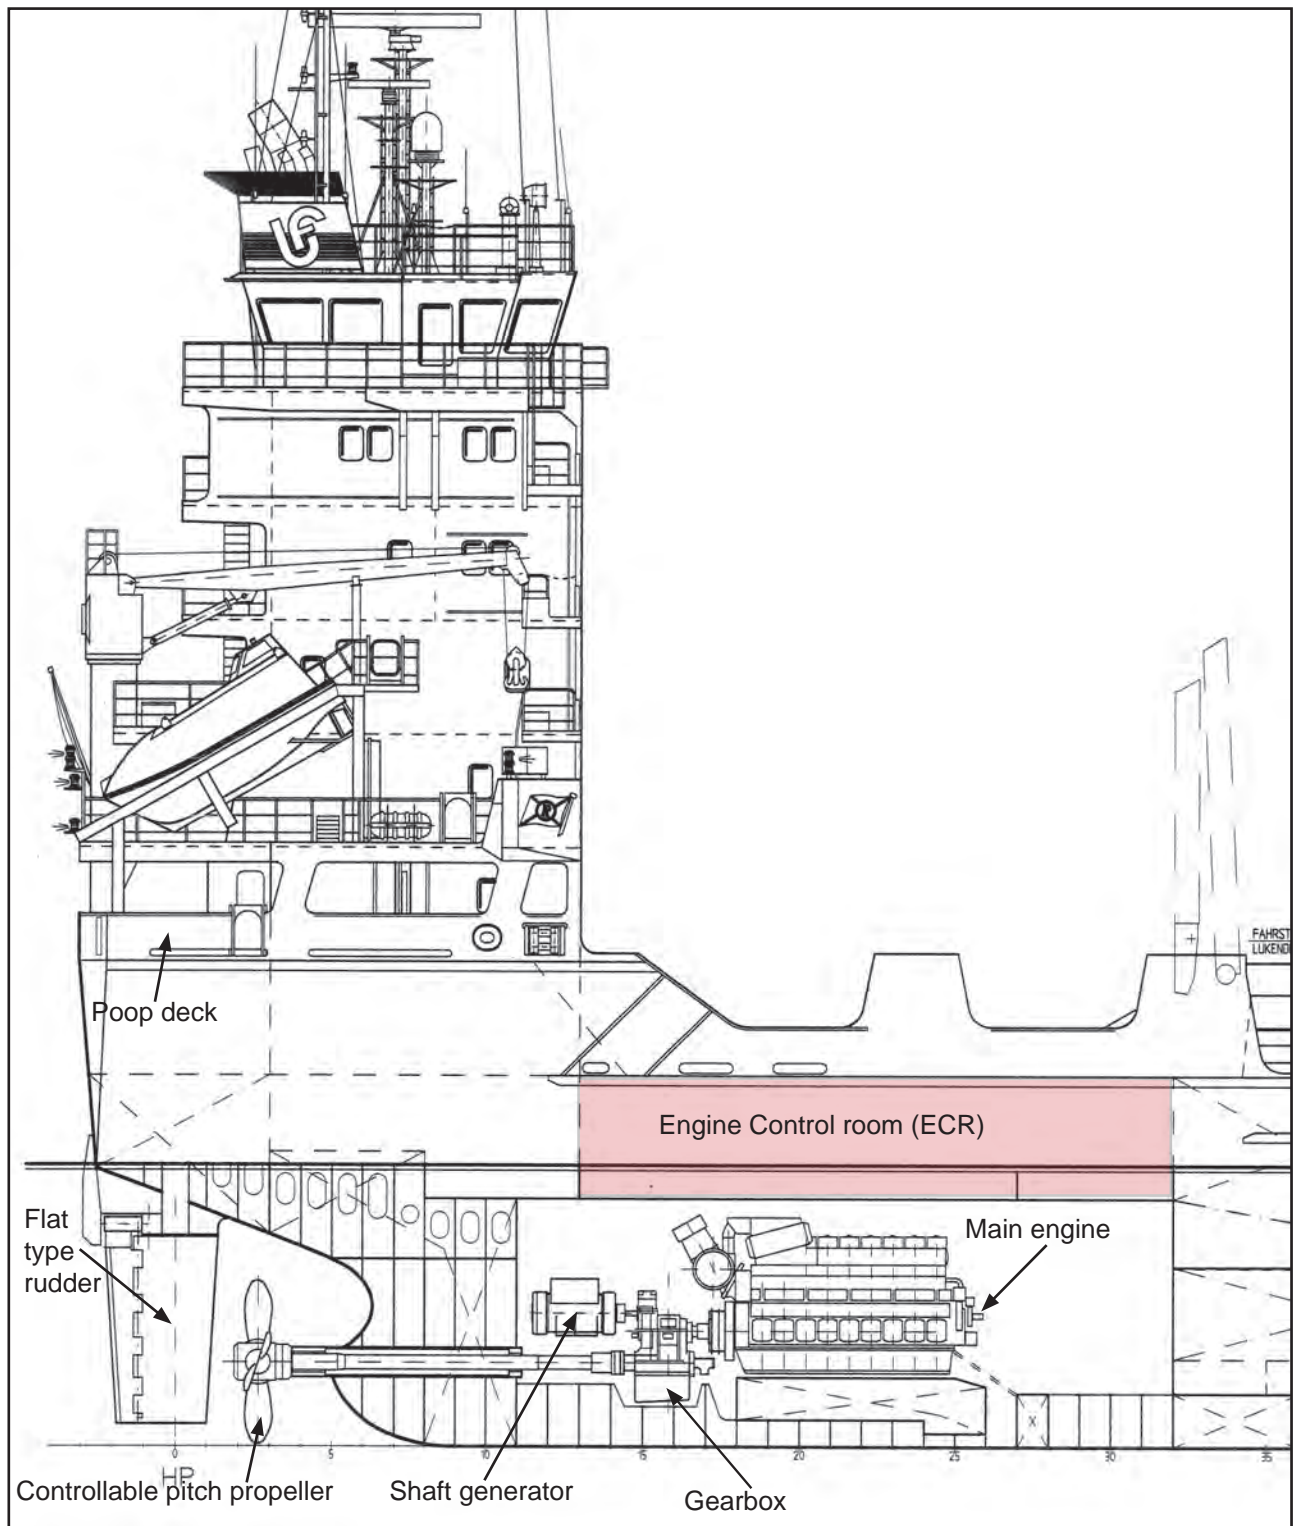 FAHRST
LUKEND
Poop deck
Engine Control room (ECR)
Flat
type
rudder
Main engine
0
5
10
15
20
25
30
35
HP
Controllable pitch propeller
Shaft generator
Gearbox